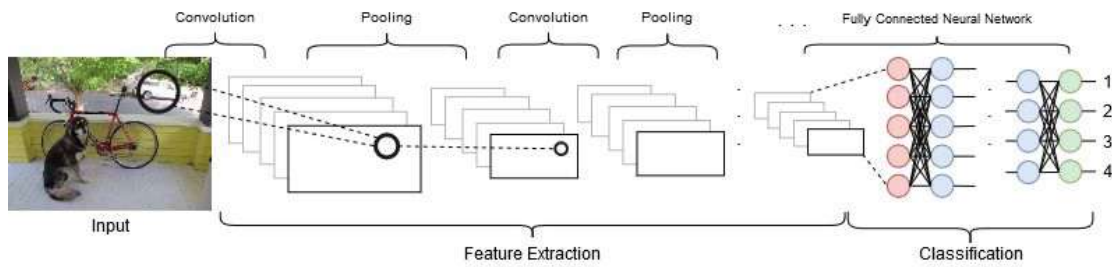 Convolution
Pooling
Convolution
Pooling
. . .
Fully Connected Neural Network
1
2
3
4
Input
Feature Extraction
Classification